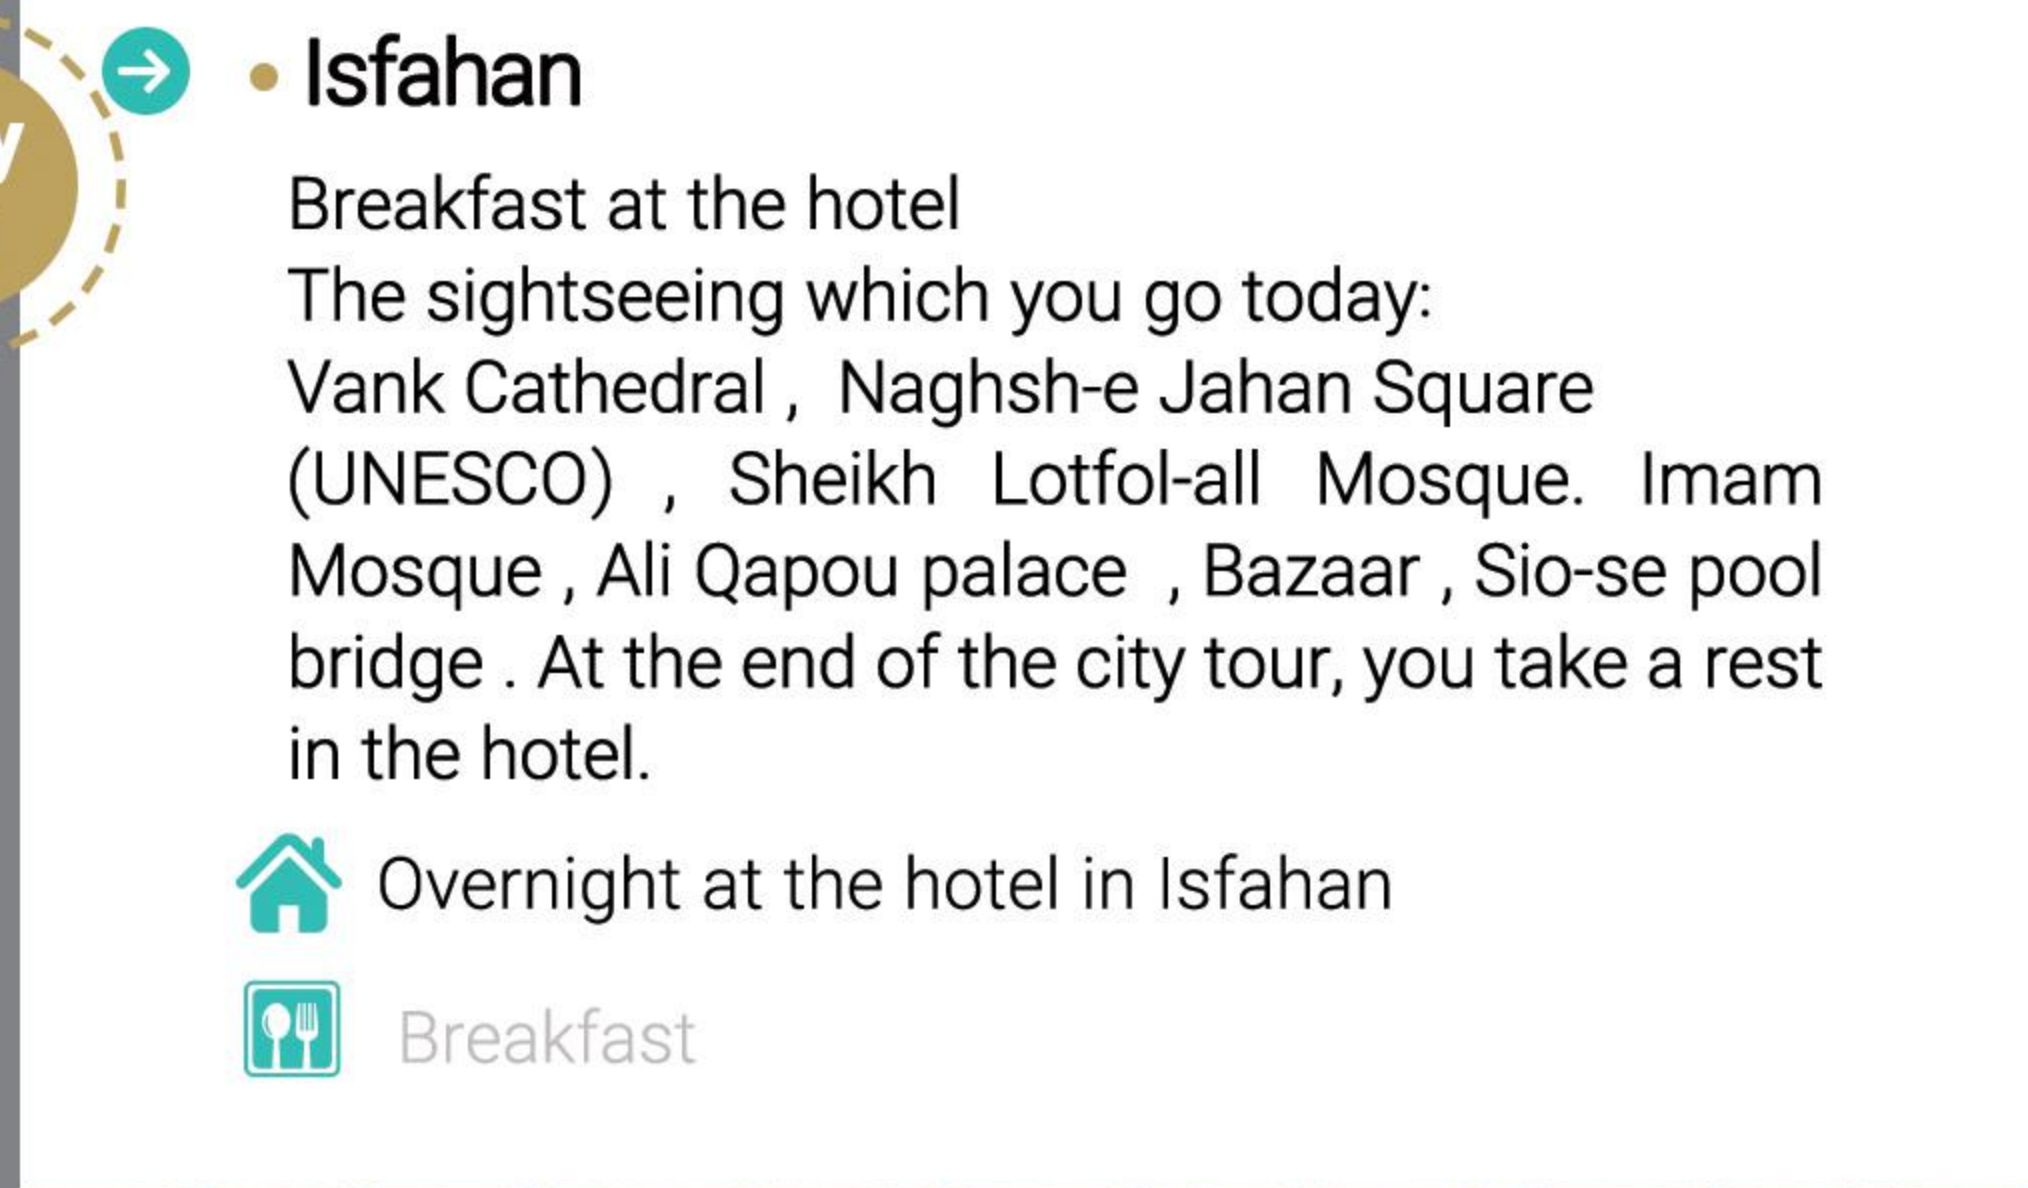 Isfahan
Breakfast at the hotel
The sightseeing which you go today:
Vank Cathedral , Naghsh-e Jahan Square
(UNESCO) , Sheikh Lotfol-all Mosque. Imam
Mosque , Ali Qapou palace , Bazaar , Sio-se pool
bridge . At the end of the city tour, you take a rest
in the hotel.
Overnight at the hotel in Isfahan
Breakfast